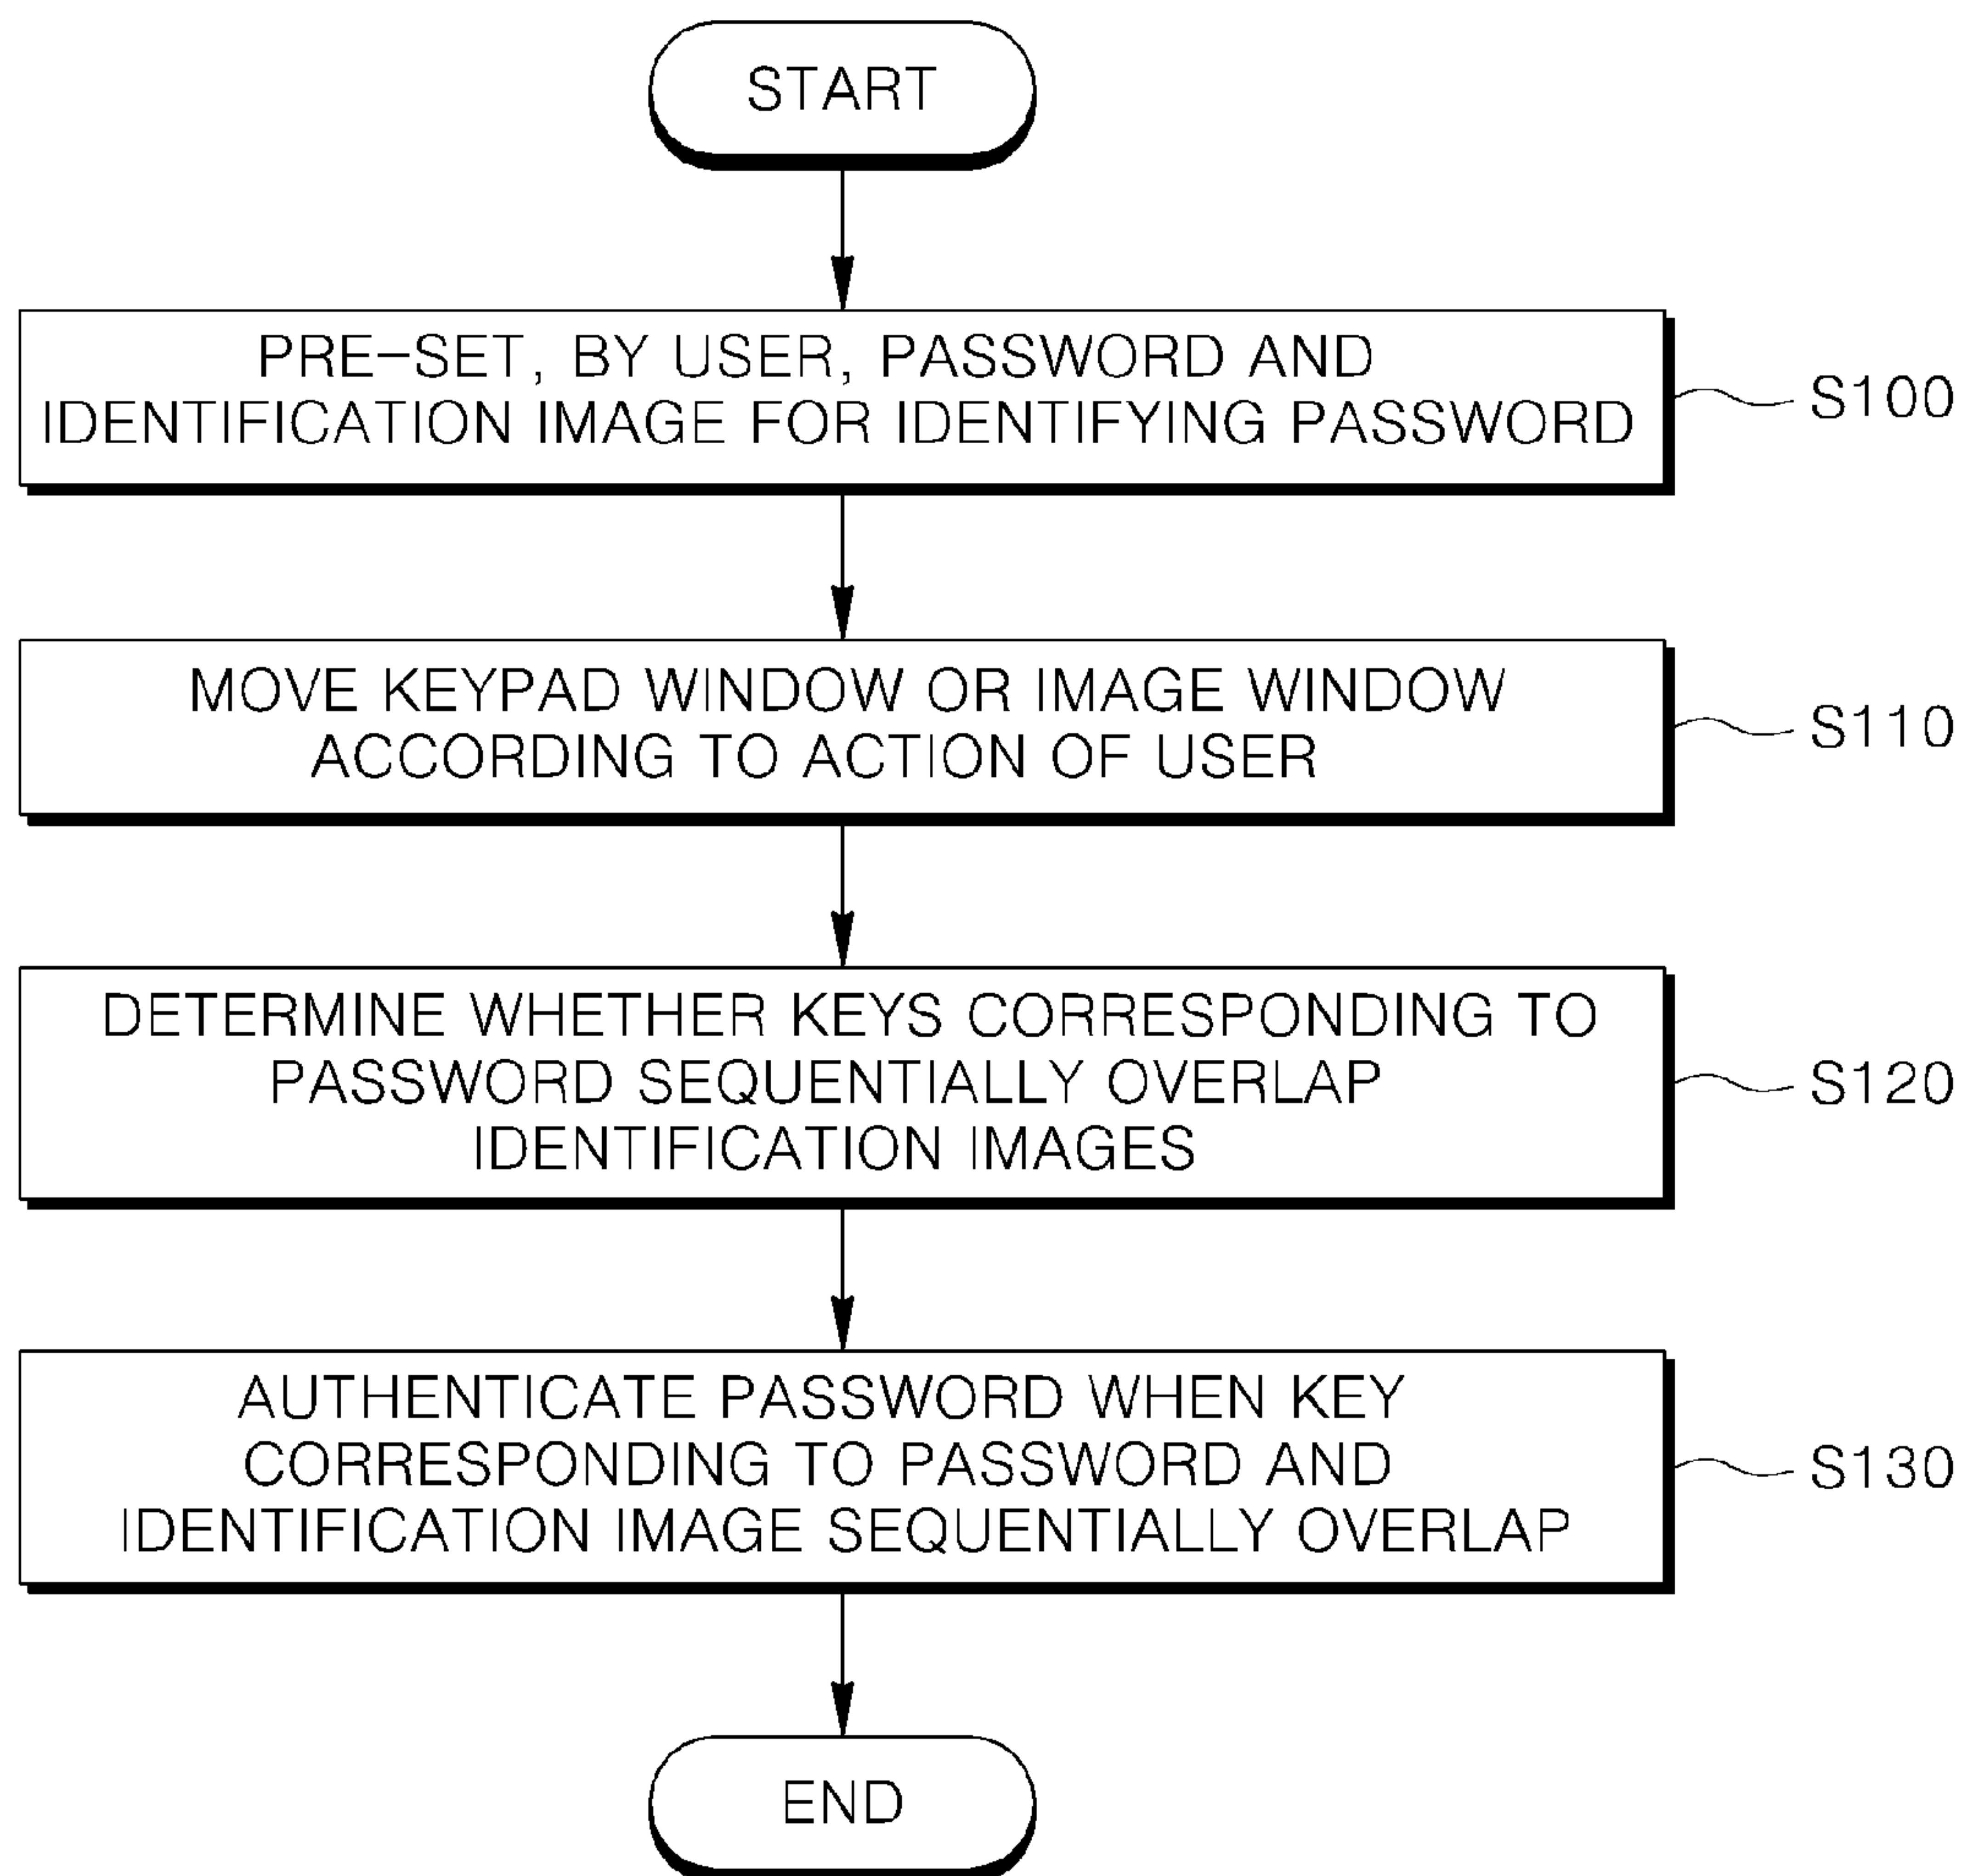 START
PRE-SET, BY USER, PASSWORD AND
IDENTIFICATION IMAGE FOR IDENTIFYING PASSWORD
S100
MOVE KEYPAD WINDOW OR IMAGE WINDOW
ACCORDING TO ACTION OF USER
S110
DETERMINE WHETHER KEYS CORRESPONDING TO
PASSWORD SEQUENTIALLY OVERLAP
IDENTIFICATION IMAGES
S120
AUTHENTICATE PASSWORD WHEN KEY
CORRESPONDING TO PASSWORD AND
IDENTIFICATION IMAGE SEQUENTIALLY OVERLAP
S130
END